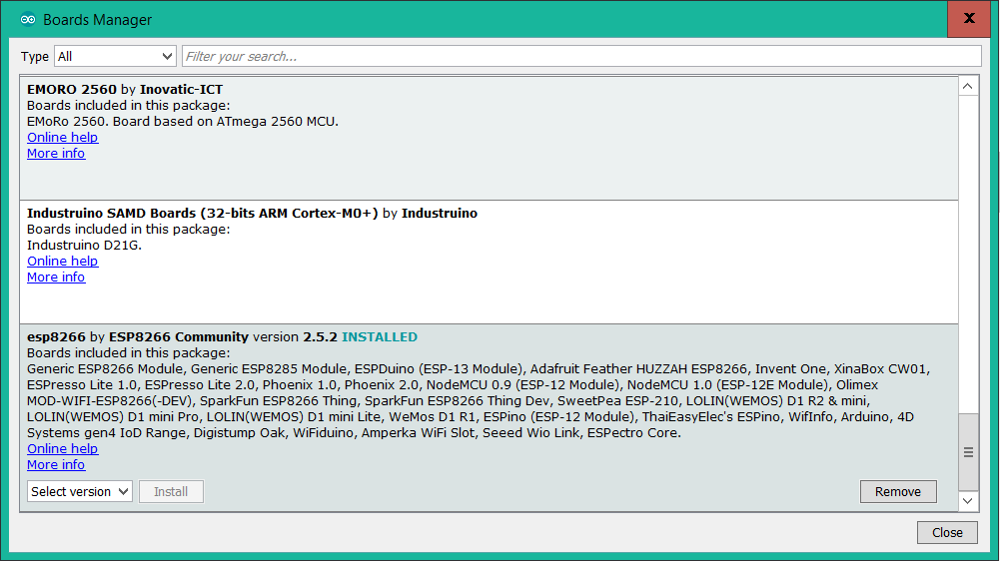 Boards Manager
Type All Filter your search...
EMORO 2560 by Inovatic-ICT
Boards included in this package:
EMoRo 2560. Board based on ATmega 2560 MCU.
Online help
More info
Industruino SAMD Boards (32-bits ARM Cortex-M0+) by Industruino
Boards included in this package:
Industruino D21G.
Online help
More info
esp8266 by ESP8266 Community version 2.5.2 INSTALLED
Boards included in this package:
Generic ESP8266 Module, Generic ESP8285 Module, ESPDuino (ESP-13 Module), Adafruit Feather HUZZAH ESP8266, Invent One, XinaBox CW01,
ESPresso Lite 1.0, ESPresso Lite 2.0, Phoenix 1.0, Phoenix 2.0, NodeMCU 0.9 (ESP-12 Module), NodeMCU 1.0 (ESP-12E Module), Olimex
MOD-WIFI-ESP8266(-DEV), SparkFun ESP8266 Thing, SparkFun ESP8266 Thing Dev, SweetPea ESP-210, LOLIN(WEMOS) D1 R2 & mini,
LOLIN(WEMOS) D1 mini Pro, LOLIN(WEMOS) D1 mini Lite, WeMos D1 R1, ESPino (ESP-12 Module), ThaiEasyElec's ESPino, WifInfo, Arduino, 4D
Systems gen4 IoD Range, Digistump Oak, WiFiduino, Amperka WiFi Slot, Seeed Wio Link, ESPectro Core.
Online help
More info
Select version Install Remove
Close